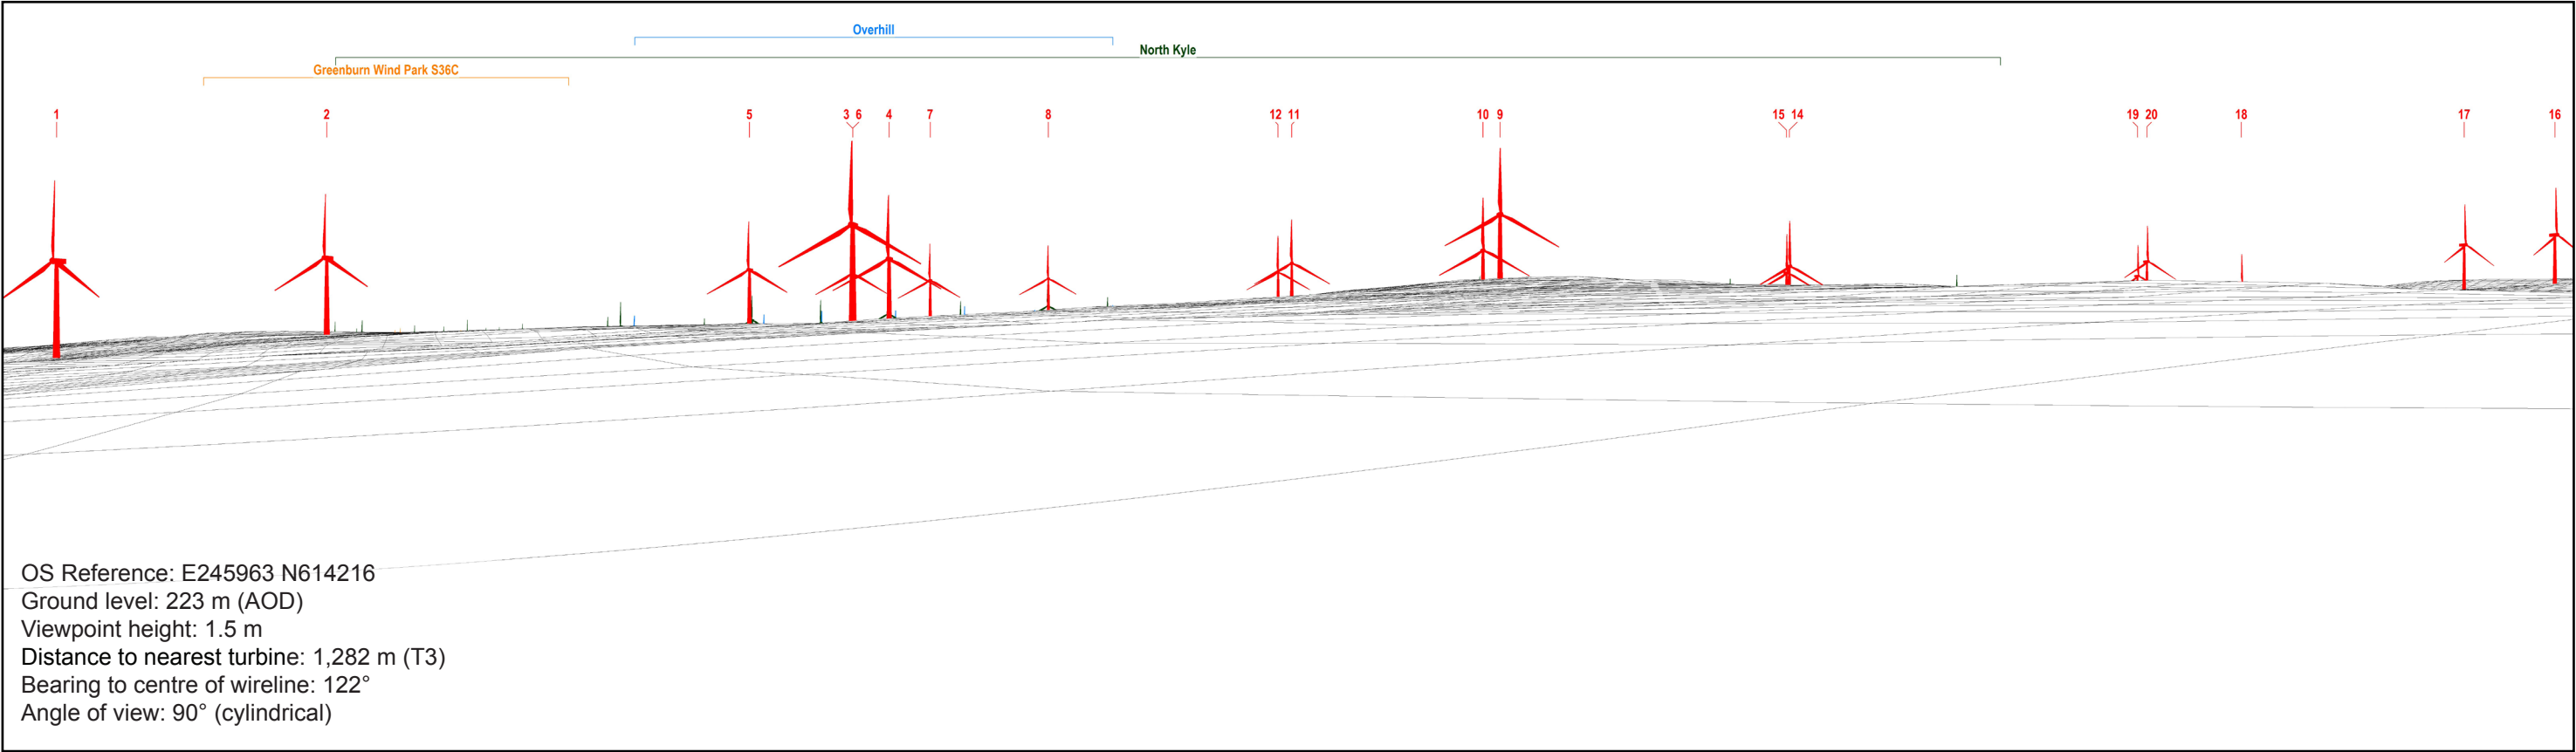 Overhill
North Kyle
Greenburn Wind Park S36C
1 2 5 3 6 4 7 8 12 11 10 9 15 14 19 20 18 17 16
OS Reference: E245963 N614216
Ground level: 223 m (AOD)
Viewpoint height: 1.5 m
Distance to nearest turbine: 1,282 m (T3)
Bearing to centre of wireline: 122°
Angle of view: 90° (cylindrical)